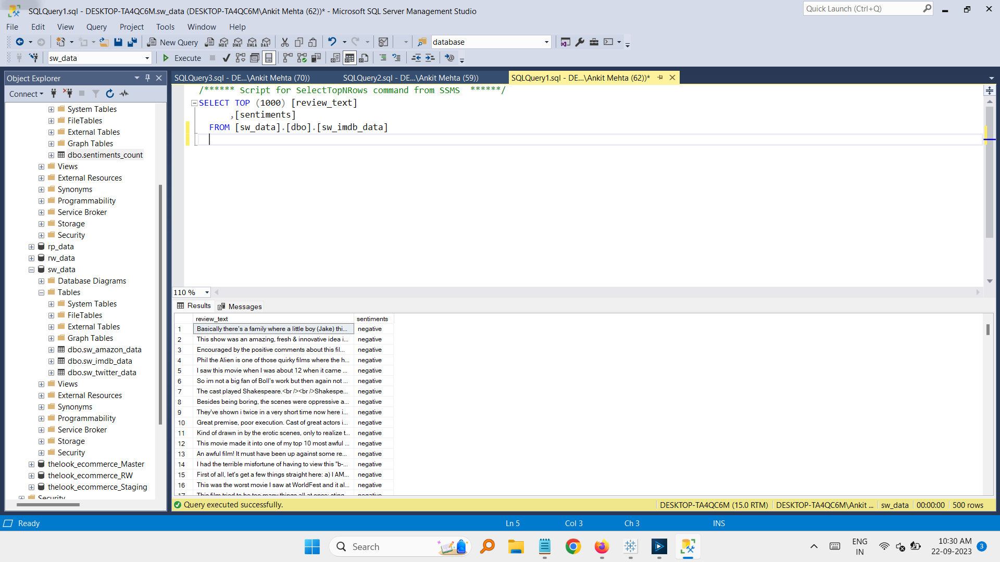 SQLQuery1.sql - DESKTOP-TA4QC6M.sw_data (DESKTOP-TA4QC6M\Ankit Mehta (62))* - Microsoft SQL Server Management Studio
Quick Launch (Ctrl+Q)
File Edit View Query Project Tools Window Help
New Query
MDX DMX XMLA DAX
database
sw_data
Execute
Object Explorer
Connect
System Tables
FileTables
External Tables
Graph Tables
dbo.sentiments_count
Views
External Resources
Synonyms
Programmability
Service Broker
Storage
Security
rp_data
rw_data
sw_data
Database Diagrams
Tables
System Tables
FileTables
External Tables
Graph Tables
dbo.sw_amazon_data
dbo.sw_imdb_data
dbo.sw_twitter_data
Views
External Resources
Synonyms
Programmability
Service Broker
Storage
Security
thelook_ecommerce_Master
thelook_ecommerce_RW
thelook_ecommerce_Staging
Security
SQLQuery3.sql - DE...\Ankit Mehta (70)) SQLQuery2.sql - DE...\Ankit Mehta (59)) SQLQuery1.sql - DE...\Ankit Mehta (62))*
/****** Script for SelectTopNRows command from SSMS ******/
SELECT TOP (1000) [review_text]
,[sentiments]
FROM [sw_data].[dbo].[sw_imdb_data]
110 %
Results Messages
review_text sentiments
1 Basically there's a family where a little boy (Jake) thi... negative
2 This show was an amazing, fresh & innovative idea i... negative
3 Encouraged by the positive comments about this fil... negative
4 Phil the Alien is one of those quirky films where the h... negative
5 I saw this movie when I was about 12 when it came ... negative
6 So im not a big fan of Boll's work but then again not ... negative
7 The cast played Shakespeare.<br /><br />Shakespe... negative
8 Besides being boring, the scenes were oppressive a... negative
9 They've shown i twice in a very short time now here i... negative
10 Great premise, poor execution. Cast of great actors i... negative
11 Kind of drawn in by the erotic scenes, only to realize t... negative
12 This movie made it into one of my top 10 most awful ... negative
13 An awful film! It must have been up against some re... negative
14 I had the terrible misfortune of having to view this "b-... negative
15 First of all, let's get a few things straight here: a) I AM... negative
16 This was the worst movie I saw at WorldFest and it al... negative
17 This film tried to be too many things all at once: sting... negative
Query executed successfully. DESKTOP-TA4QC6M (15.0 RTM) DESKTOP-TA4QC6M\Ankit ... sw_data 00:00:00 500 rows
Ready Ln 5 Col 3 Ch 3 INS
Search
ENG
IN
10:30 AM
22-09-2023
3